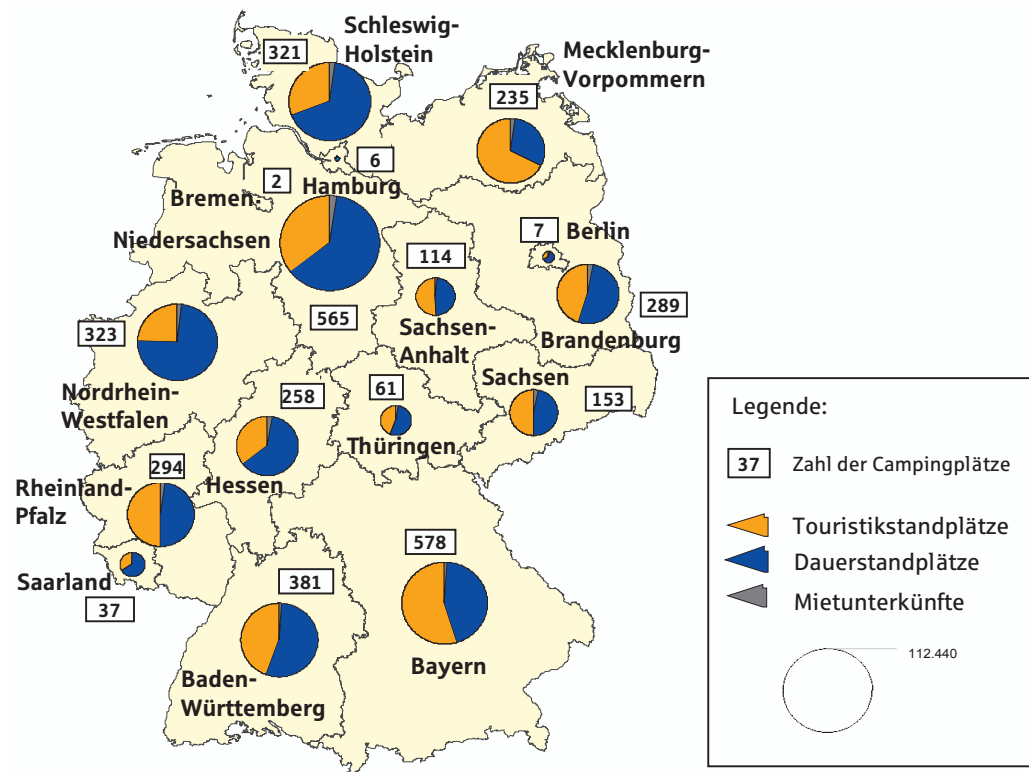 Schleswig-
Holstein
321
Mecklenburg-
Vorpommern
235
6
Hamburg
2
Bremen
Niedersachsen
565
7
Berlin
114
Sachsen-
Anhalt
289
Brandenburg
323
Nordrhein-
Westfalen
258
Hessen
61
Thüringen
Sachsen
153
294
Rheinland-
Pfalz
Saarland
37
381
Baden-
Württemberg
578
Bayern
Legende:
37 Zahl der Campingplätze
Touristikstandplätze
Dauerstandplätze
Mietunterkünfte
112.440